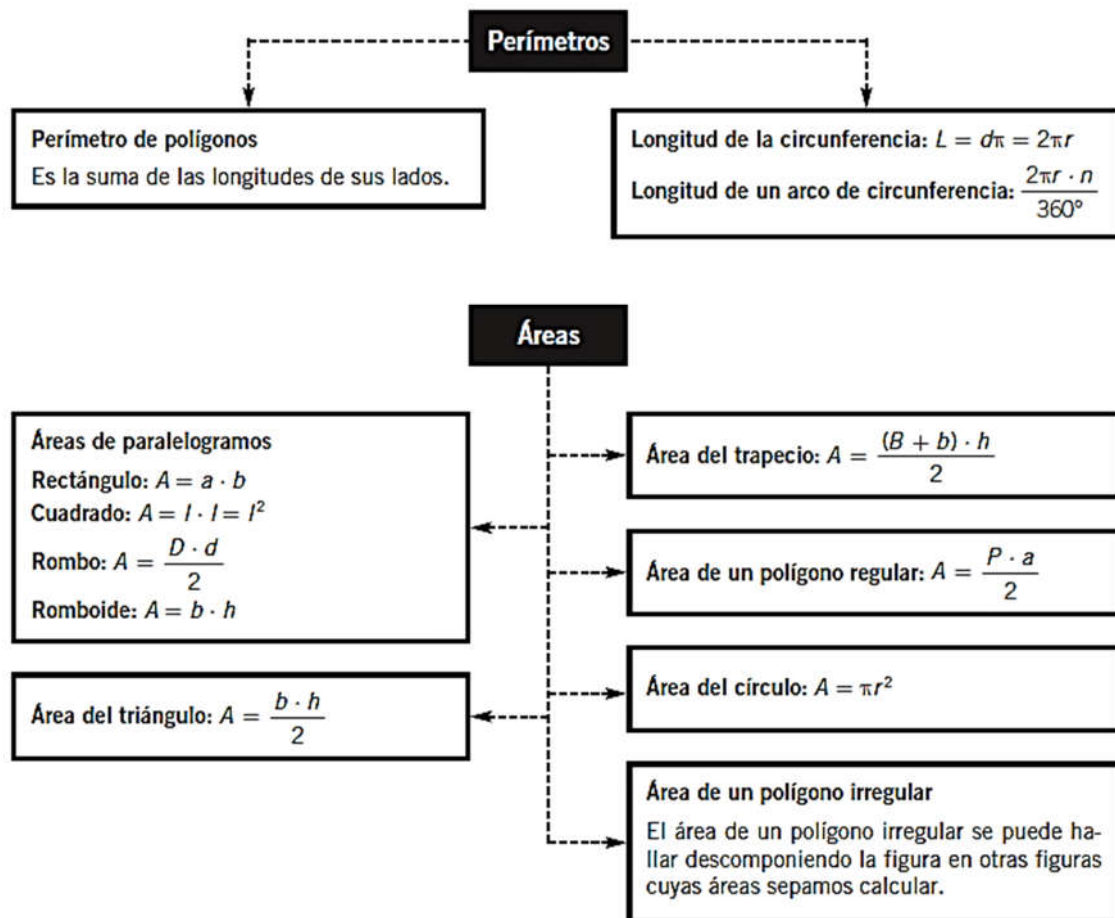 Perímetros
Perímetro de polígonos
Es la suma de las longitudes de sus lados.
Longitud de la circunferencia: L = dπ = 2πr
Longitud de un arco de circunferencia: (2πr · n) / 360°
Áreas
Áreas de paralelogramos
Rectángulo: A = a · b
Cuadrado: A = l · l = l²
Rombo: A = (D · d) / 2
Romboide: A = b · h
Área del triángulo: A = (b · h) / 2
Área del trapecio: A = ((B + b) · h) / 2
Área de un polígono regular: A = (P · a) / 2
Área del círculo: A = πr²
Área de un polígono irregular
El área de un polígono irregular se puede ha-
llar descomponiendo la figura en otras figuras
cuyas áreas sepamos calcular.